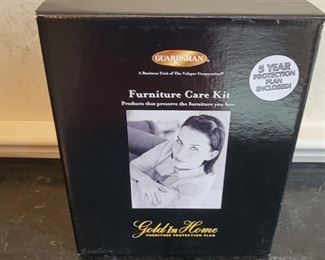 GUARDSMAN
A Business Unit of The Valspar Corporation®
5 YEAR
PROTECTION
PLAN
ENCLOSED!
Furniture Care Kit
Products that preserve the furniture you love.
Gold In Home
FURNITURE PROTECTION PLAN